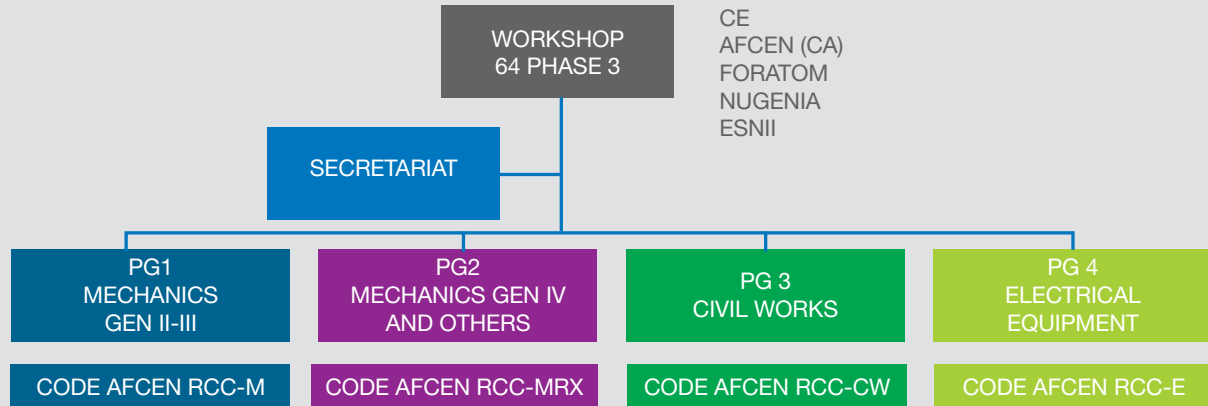 WORKSHOP
64 PHASE 3
CE
AFCEN (CA)
FORATOM
NUGENIA
ESNII
SECRETARIAT
PG1
MECHANICS
GEN II-III
PG2
MECHANICS GEN IV
AND OTHERS
PG 3
CIVIL WORKS
PG 4
ELECTRICAL
EQUIPMENT
CODE AFCEN RCC-M
CODE AFCEN RCC-MRX
CODE AFCEN RCC-CW
CODE AFCEN RCC-E